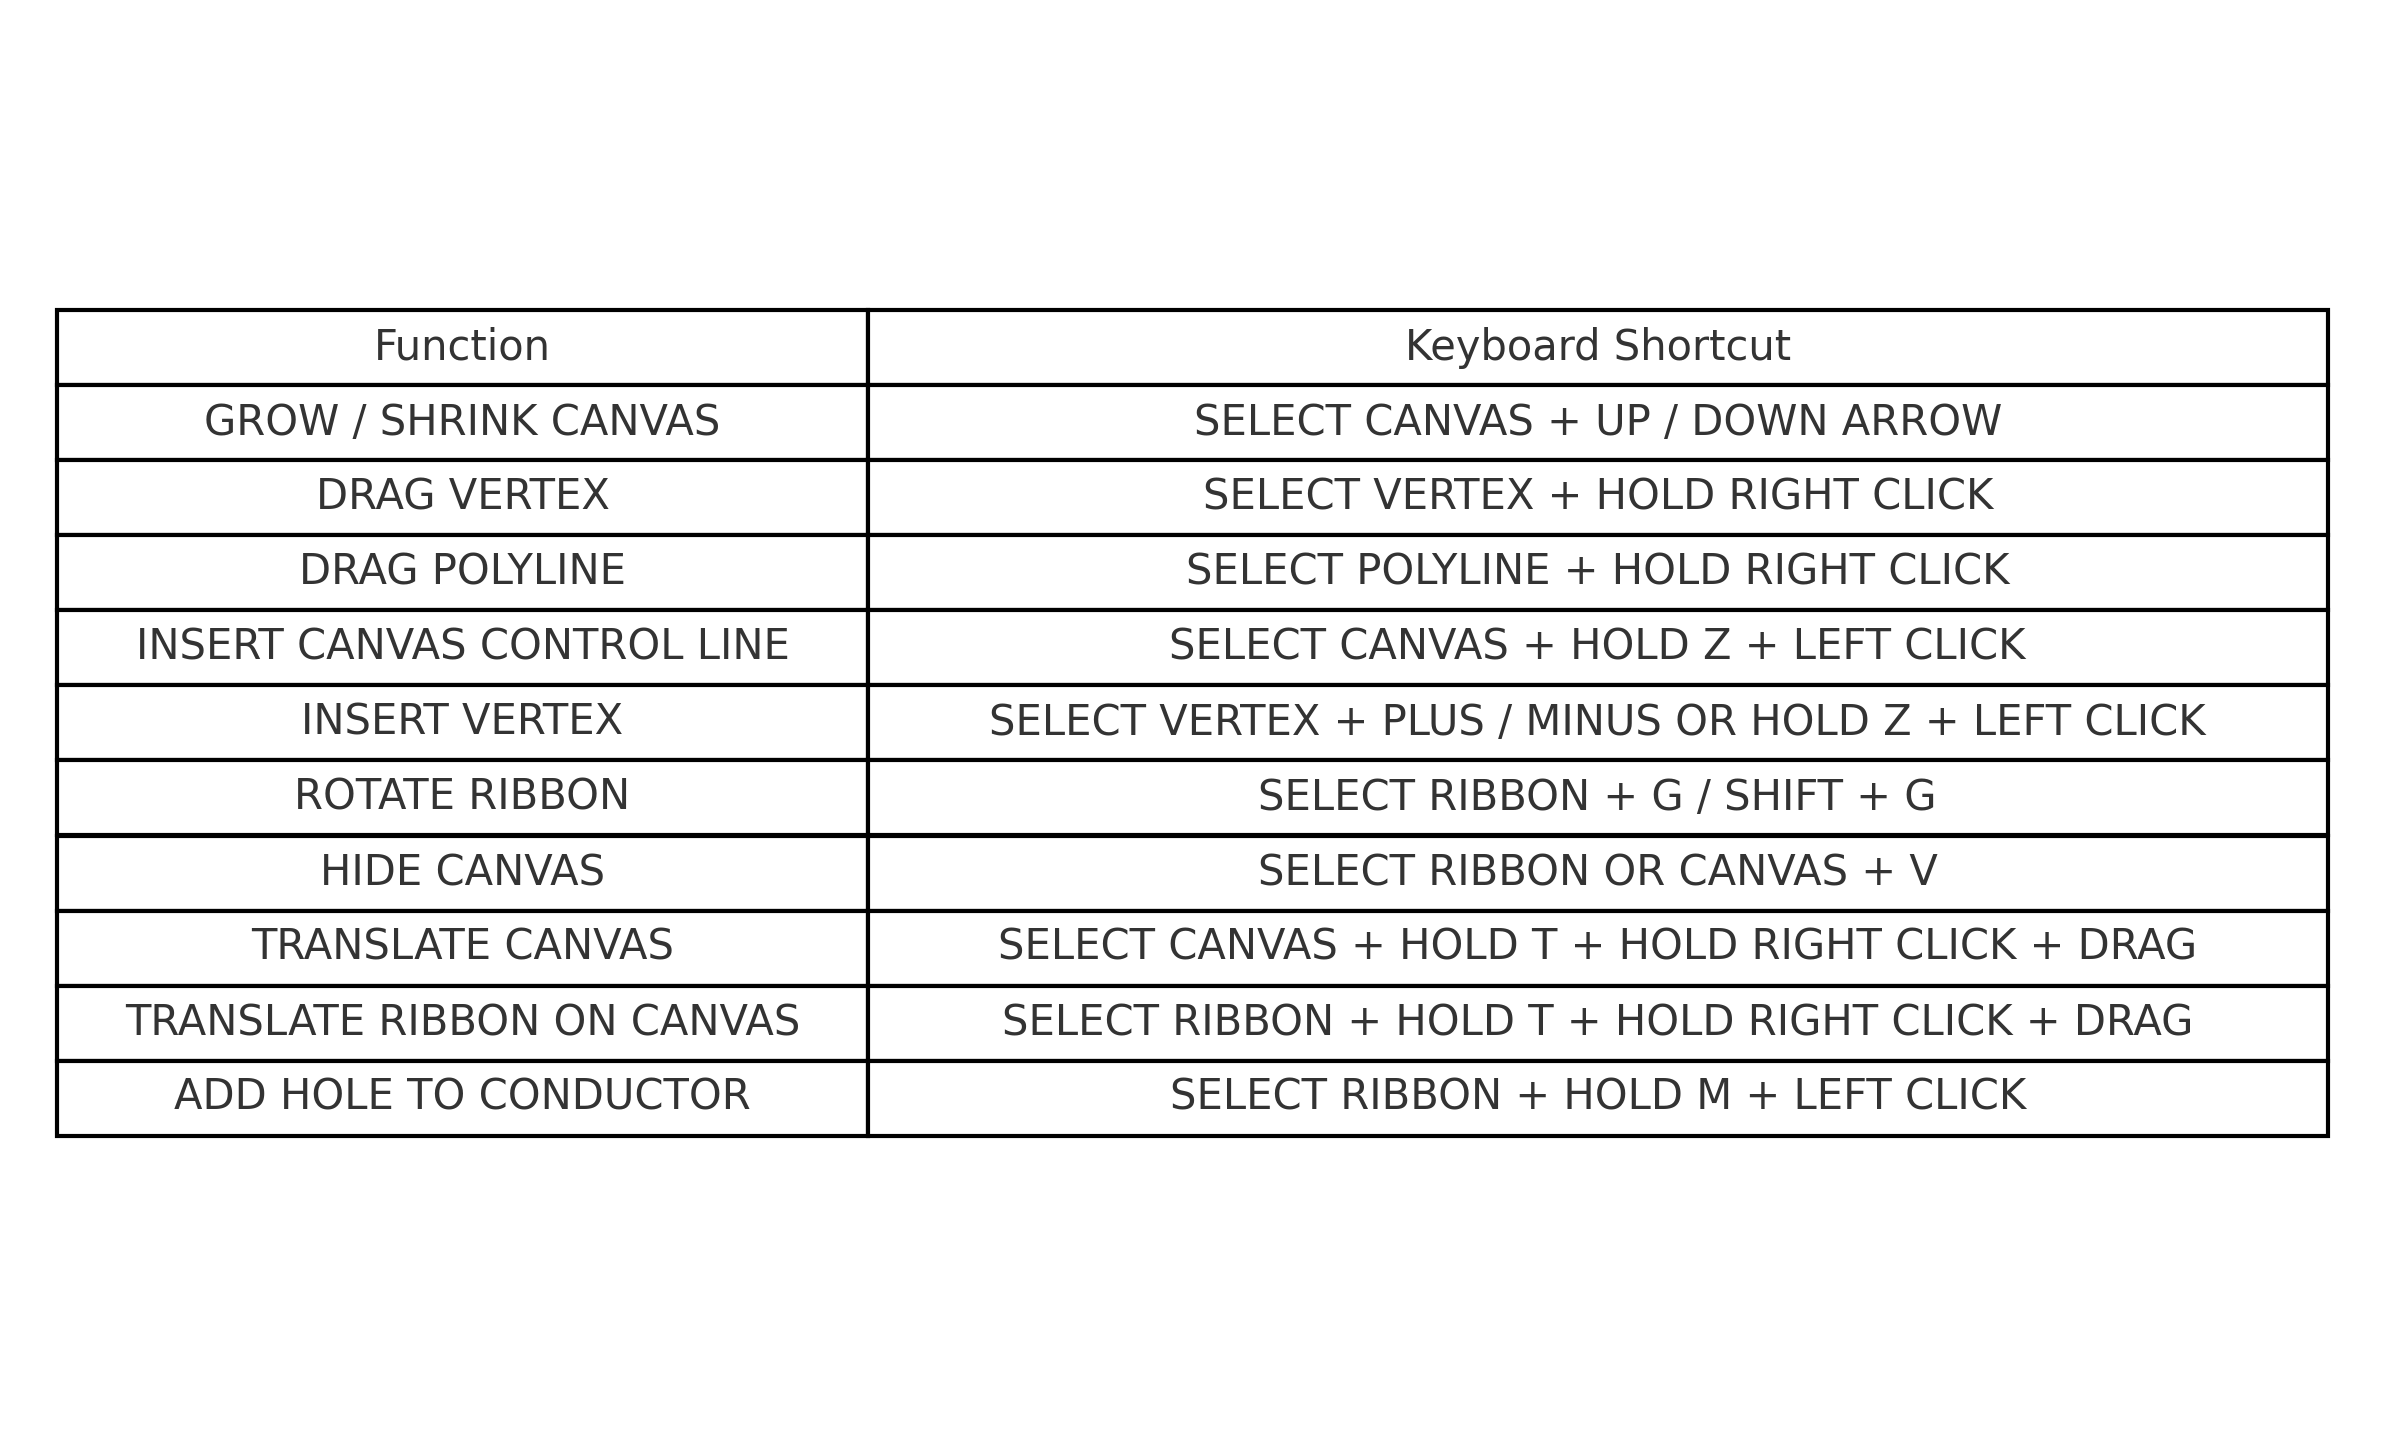 Function Keyboard Shortcut
GROW / SHRINK CANVAS SELECT CANVAS + UP / DOWN ARROW
DRAG VERTEX SELECT VERTEX + HOLD RIGHT CLICK
DRAG POLYLINE SELECT POLYLINE + HOLD RIGHT CLICK
INSERT CANVAS CONTROL LINE SELECT CANVAS + HOLD Z + LEFT CLICK
INSERT VERTEX SELECT VERTEX + PLUS / MINUS OR HOLD Z + LEFT CLICK
ROTATE RIBBON SELECT RIBBON + G / SHIFT + G
HIDE CANVAS SELECT RIBBON OR CANVAS + V
TRANSLATE CANVAS SELECT CANVAS + HOLD T + HOLD RIGHT CLICK + DRAG
TRANSLATE RIBBON ON CANVAS SELECT RIBBON + HOLD T + HOLD RIGHT CLICK + DRAG
ADD HOLE TO CONDUCTOR SELECT RIBBON + HOLD M + LEFT CLICK